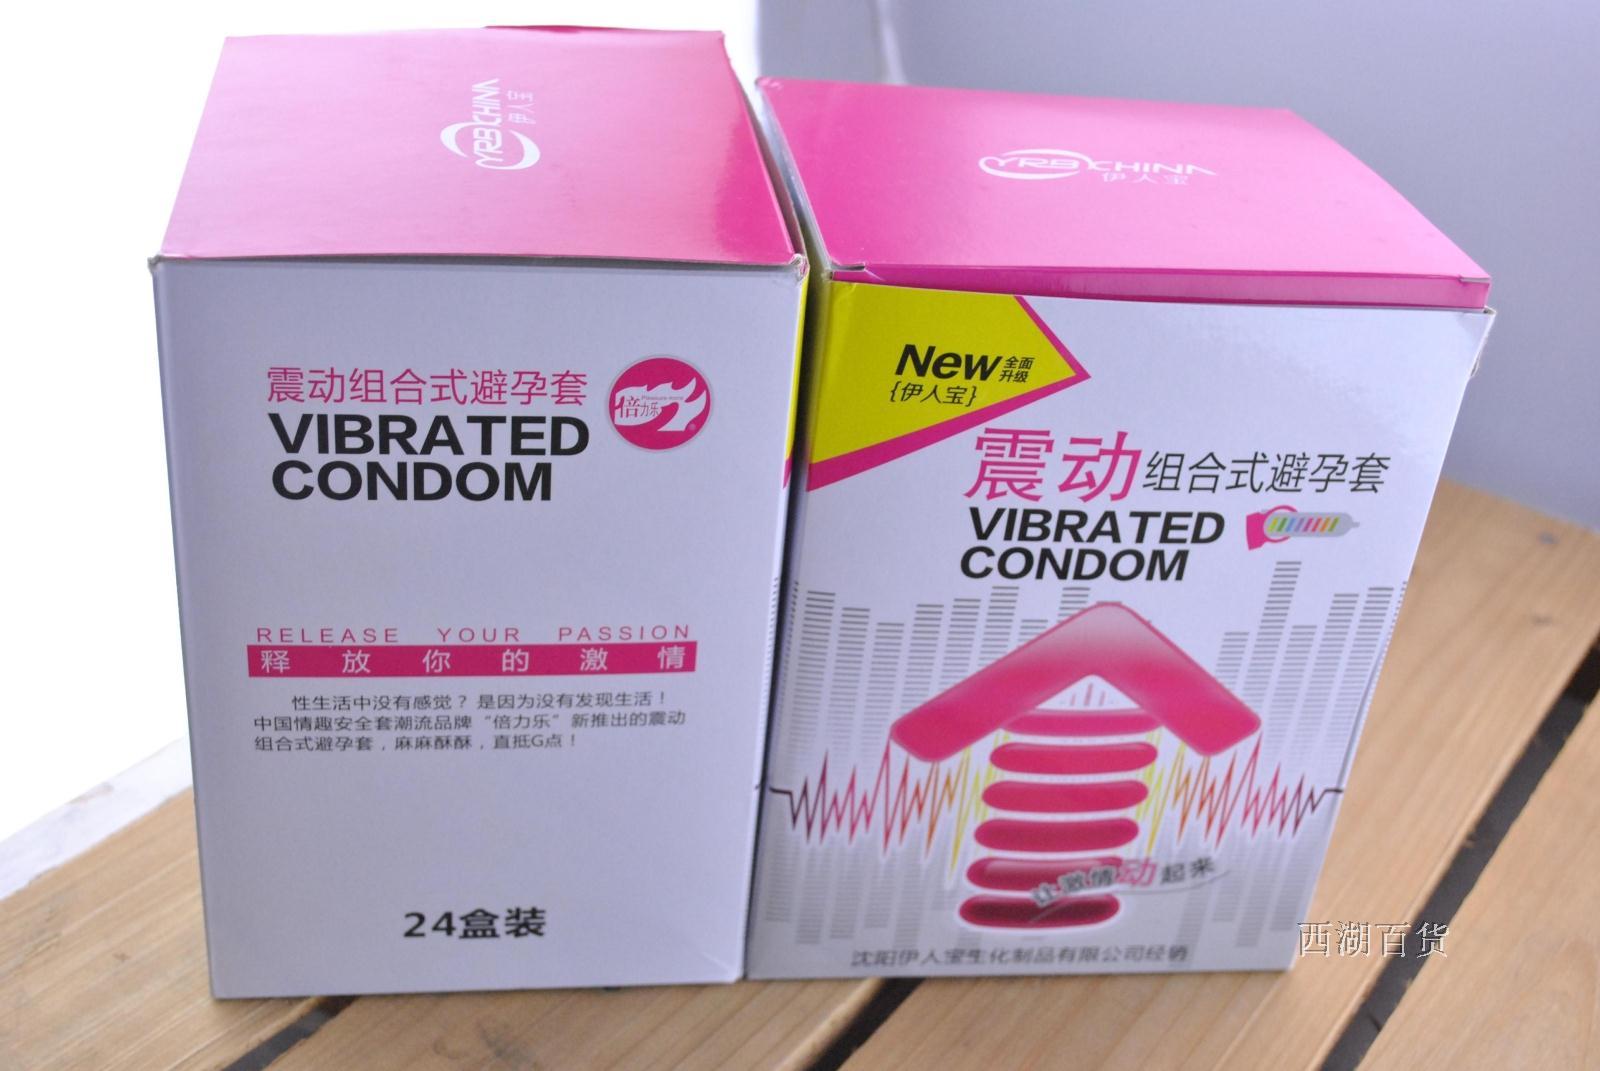 YRBCHINA
伊人宝
震动组合式避孕套
VIBRATED
CONDOM
Pleasure more
倍力乐
RELEASE YOUR PASSION
释放你的激情
性生活中没有感觉？是因为没有发现生活！
中国情趣安全套潮流品牌“倍力乐”新推出的震动
组合式避孕套，麻麻酥酥，直抵G点！
24盒装
YRBCHINA
伊人宝
New 全面
升级
{伊人宝}
震动组合式避孕套
VIBRATED
CONDOM
让激情动起来
沈阳伊人宝生化制品有限公司经销
西湖百货